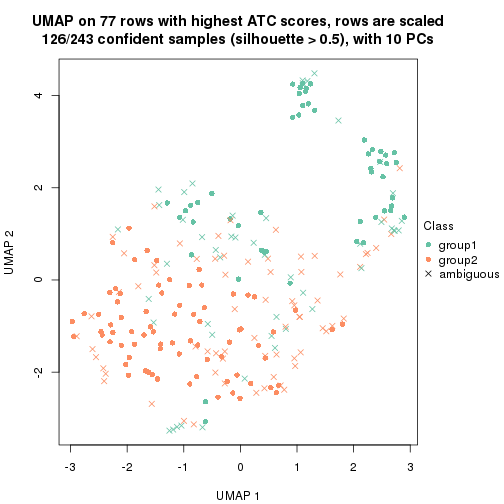 UMAP on 77 rows with highest ATC scores, rows are scaled
126/243 confident samples (silhouette > 0.5), with 10 PCs
4
2
0
-2
UMAP 2
-3
-2
-1
0
1
2
3
UMAP 1
Class
group1
group2
ambiguous